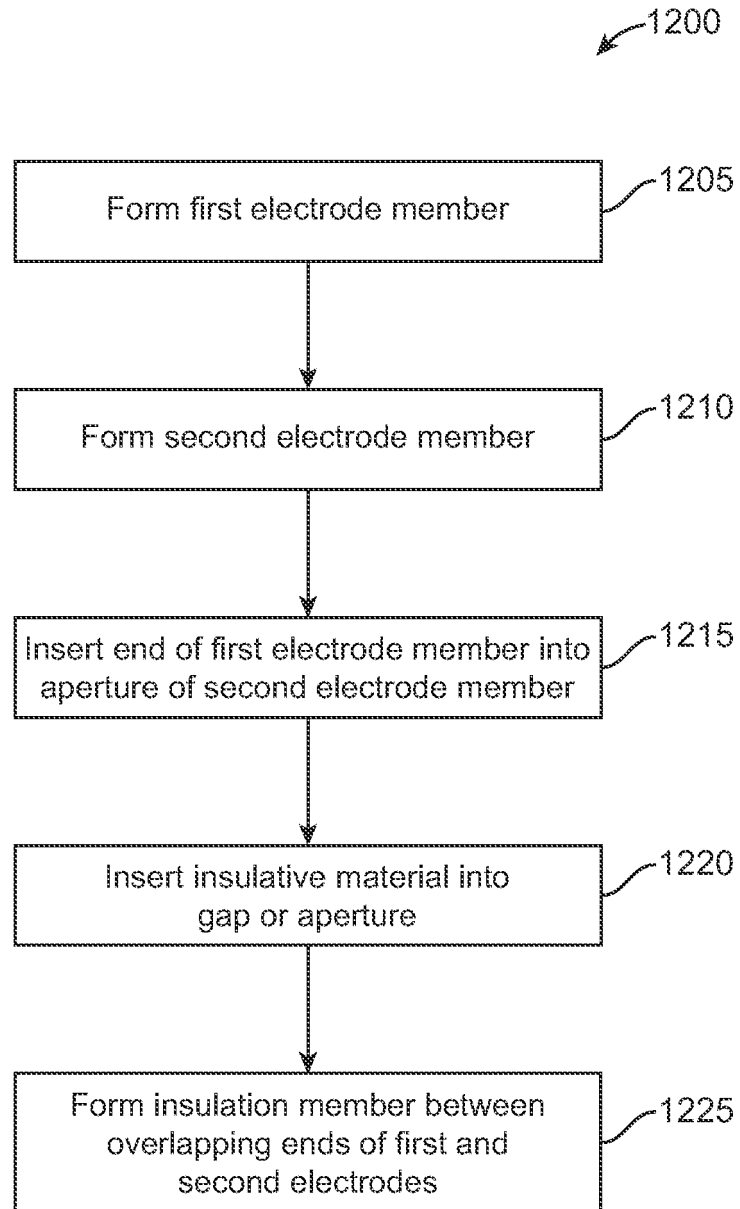 1200
Form first electrode member
1205
Form second electrode member
1210
Insert end of first electrode member into
aperture of second electrode member
1215
Insert insulative material into
gap or aperture
1220
Form insulation member between
overlapping ends of first and
second electrodes
1225